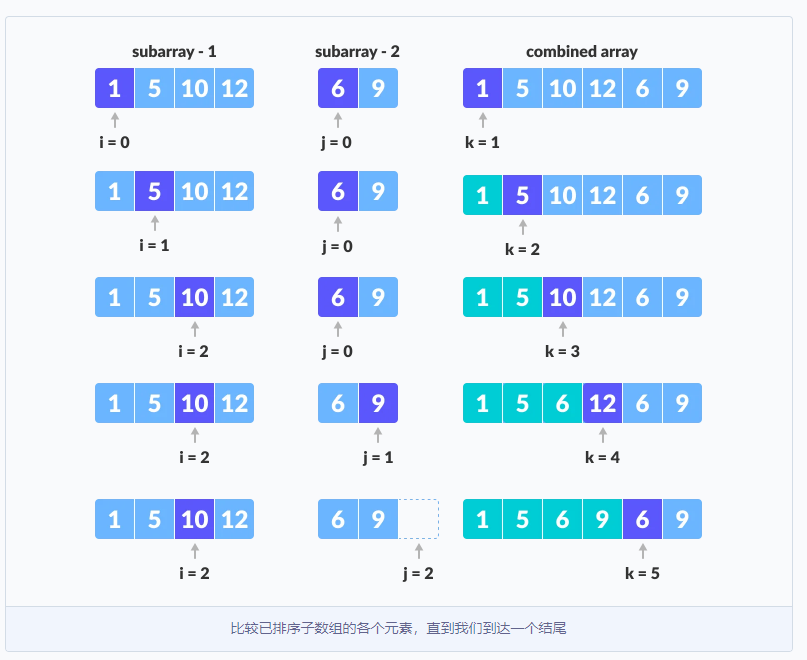 subarray - 1 subarray - 2 combined array
1 5 10 12 6 9 1 5 10 12 6 9
i = 0 j = 0 k = 1
1 5 10 12 6 9 1 5 10 12 6 9
i = 1 j = 0 k = 2
1 5 10 12 6 9 1 5 10 12 6 9
i = 2 j = 0 k = 3
1 5 10 12 6 9 1 5 6 12 6 9
i = 2 j = 1 k = 4
1 5 10 12 6 9 1 5 6 9 6 9
i = 2 j = 2 k = 5
比较已排序子数组的各个元素，直到我们到达一个结尾